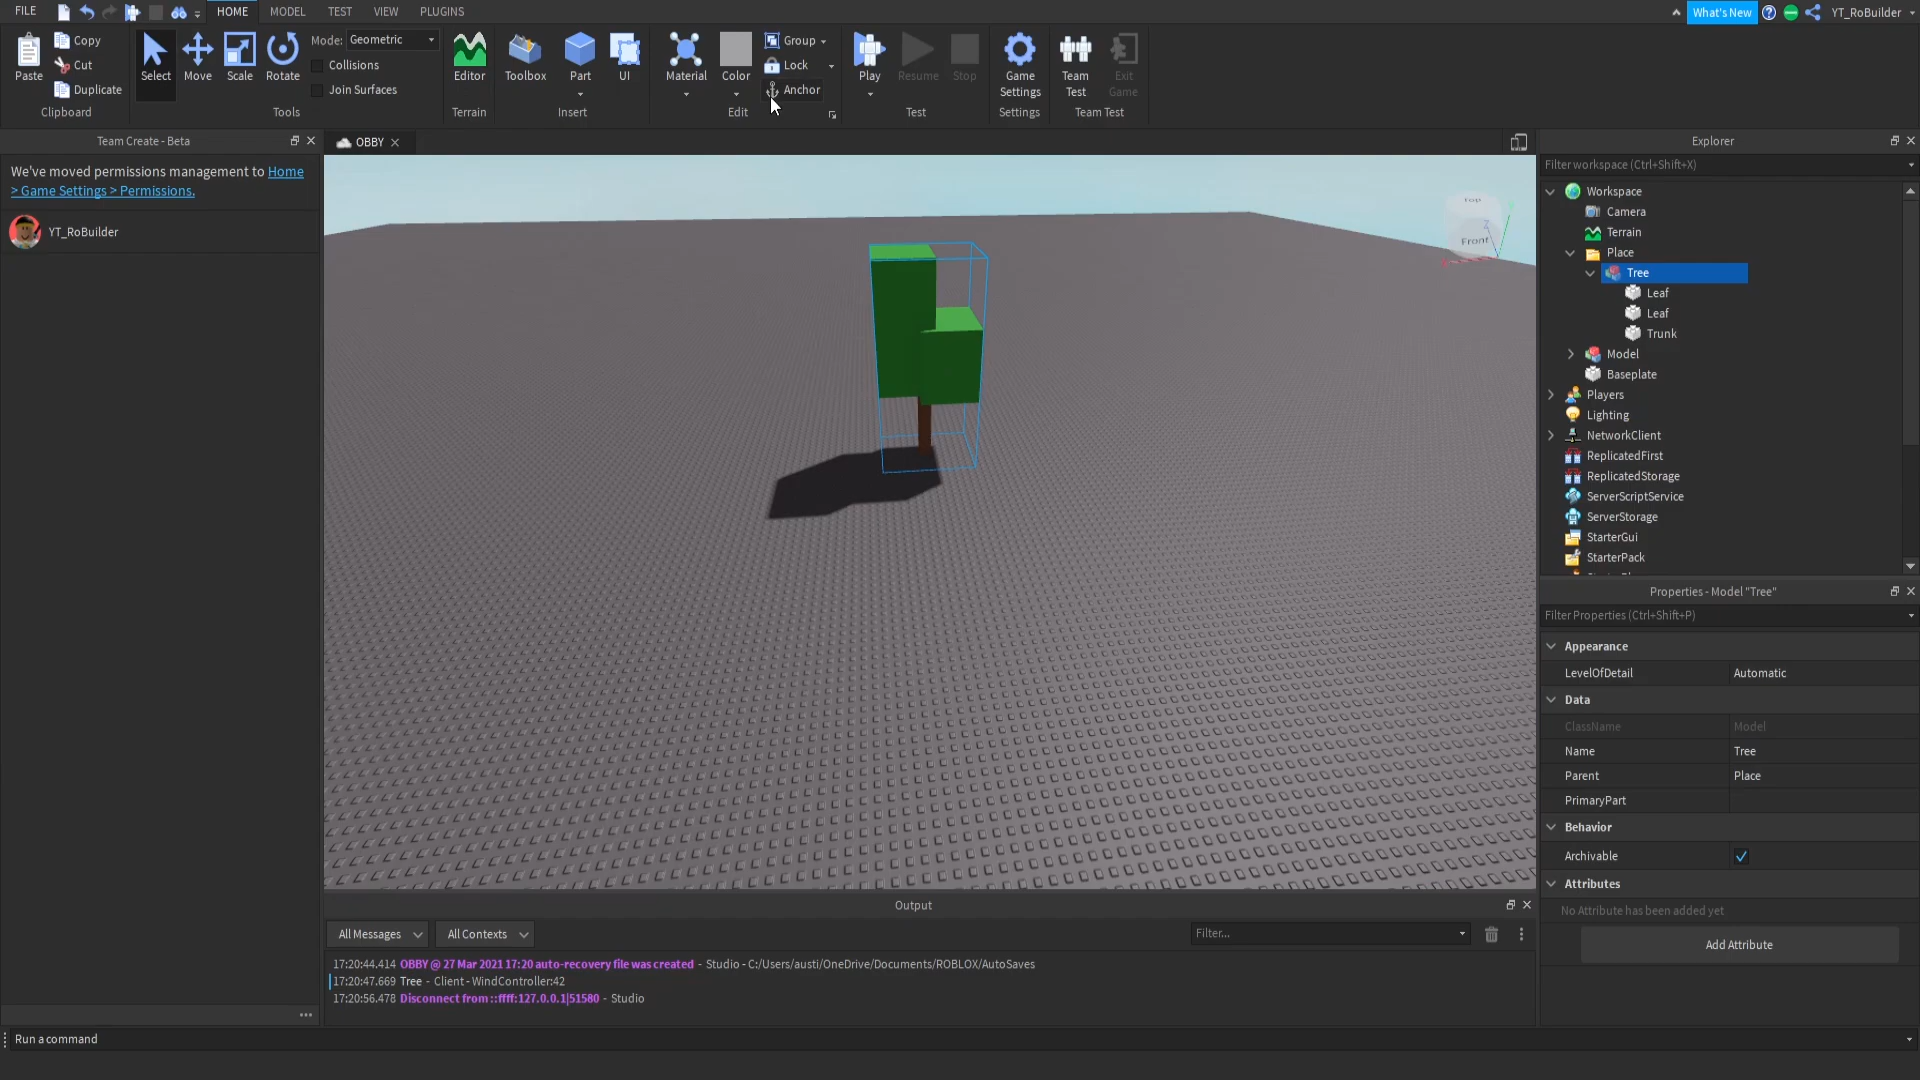 FILE HOME MODEL TEST VIEW PLUGINS What's New YT_RoBuilder
Paste
Copy
Cut
Duplicate
Clipboard
Select Move Scale Rotate
Mode: Geometric
Collisions
Join Surfaces
Tools
Editor
Terrain
Toolbox Part UI
Insert
Material Color
Group
Lock
Anchor
Edit
Play Resume Stop
Test
Game
Settings
Settings
Team
Test
Exit
Game
Team Test
Team Create - Beta
We've moved permissions management to Home
> Game Settings > Permissions.
YT_RoBuilder
OBBY
Top
Front
Explorer
Filter workspace (Ctrl+Shift+X)
Workspace
Camera
Terrain
Place
Tree
Leaf
Leaf
Trunk
Model
Baseplate
Players
Lighting
NetworkClient
ReplicatedFirst
ReplicatedStorage
ServerScriptService
ServerStorage
StarterGui
StarterPack
Properties - Model "Tree"
Filter Properties (Ctrl+Shift+P)
Appearance
LevelOfDetail Automatic
Data
ClassName Model
Name Tree
Parent Place
PrimaryPart
Behavior
Archivable
Attributes
No Attribute has been added yet
Add Attribute
Output
All Messages All Contexts Filter...
17:20:44.414 OBBY @ 27 Mar 2021 17:20 auto-recovery file was created - Studio - C:/Users/austi/OneDrive/Documents/ROBLOX/AutoSaves
17:20:47.669 Tree - Client - WindController:42
17:20:56.478 Disconnect from ::ffff:127.0.0.1|51580 - Studio
Run a command